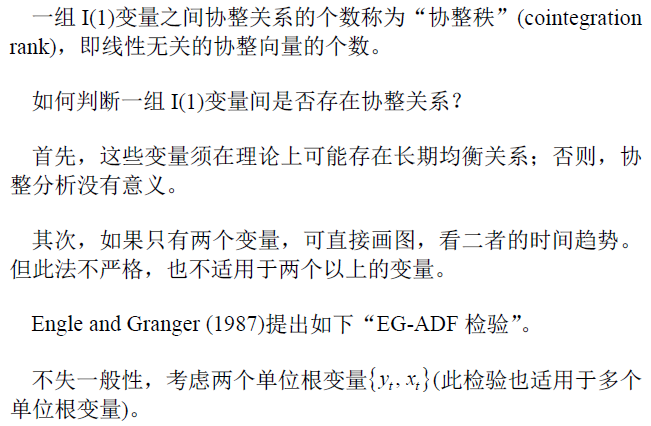 一组 I(1)变量之间协整关系的个数称为“协整秩”(cointegration
rank)，即线性无关的协整向量的个数。
如何判断一组 I(1)变量间是否存在协整关系？
首先，这些变量须在理论上可能存在长期均衡关系；否则，协
整分析没有意义。
其次，如果只有两个变量，可直接画图，看二者的时间趋势。
但此法不严格，也不适用于两个以上的变量。
Engle and Granger (1987)提出如下“EG-ADF 检验”。
不失一般性，考虑两个单位根变量{yₜ, xₜ}(此检验也适用于多个
单位根变量)。